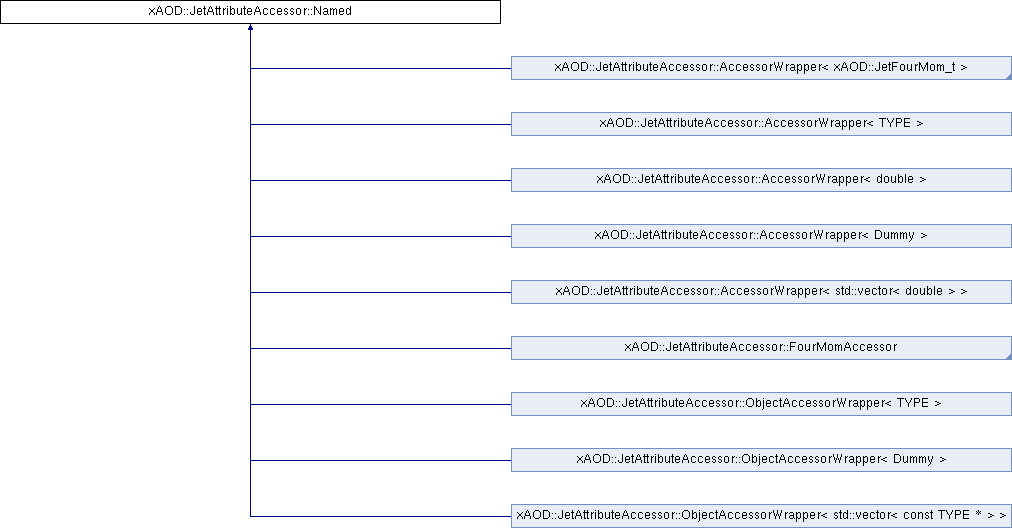 xAOD::JetAttributeAccessor::Named
xAOD::JetAttributeAccessor::AccessorWrapper< xAOD::JetFourMom_t >
xAOD::JetAttributeAccessor::AccessorWrapper< TYPE >
xAOD::JetAttributeAccessor::AccessorWrapper< double >
xAOD::JetAttributeAccessor::AccessorWrapper< Dummy >
xAOD::JetAttributeAccessor::AccessorWrapper< std::vector< double > >
xAOD::JetAttributeAccessor::FourMomAccessor
xAOD::JetAttributeAccessor::ObjectAccessorWrapper< TYPE >
xAOD::JetAttributeAccessor::ObjectAccessorWrapper< Dummy >
xAOD::JetAttributeAccessor::ObjectAccessorWrapper< std::vector< const TYPE * > >